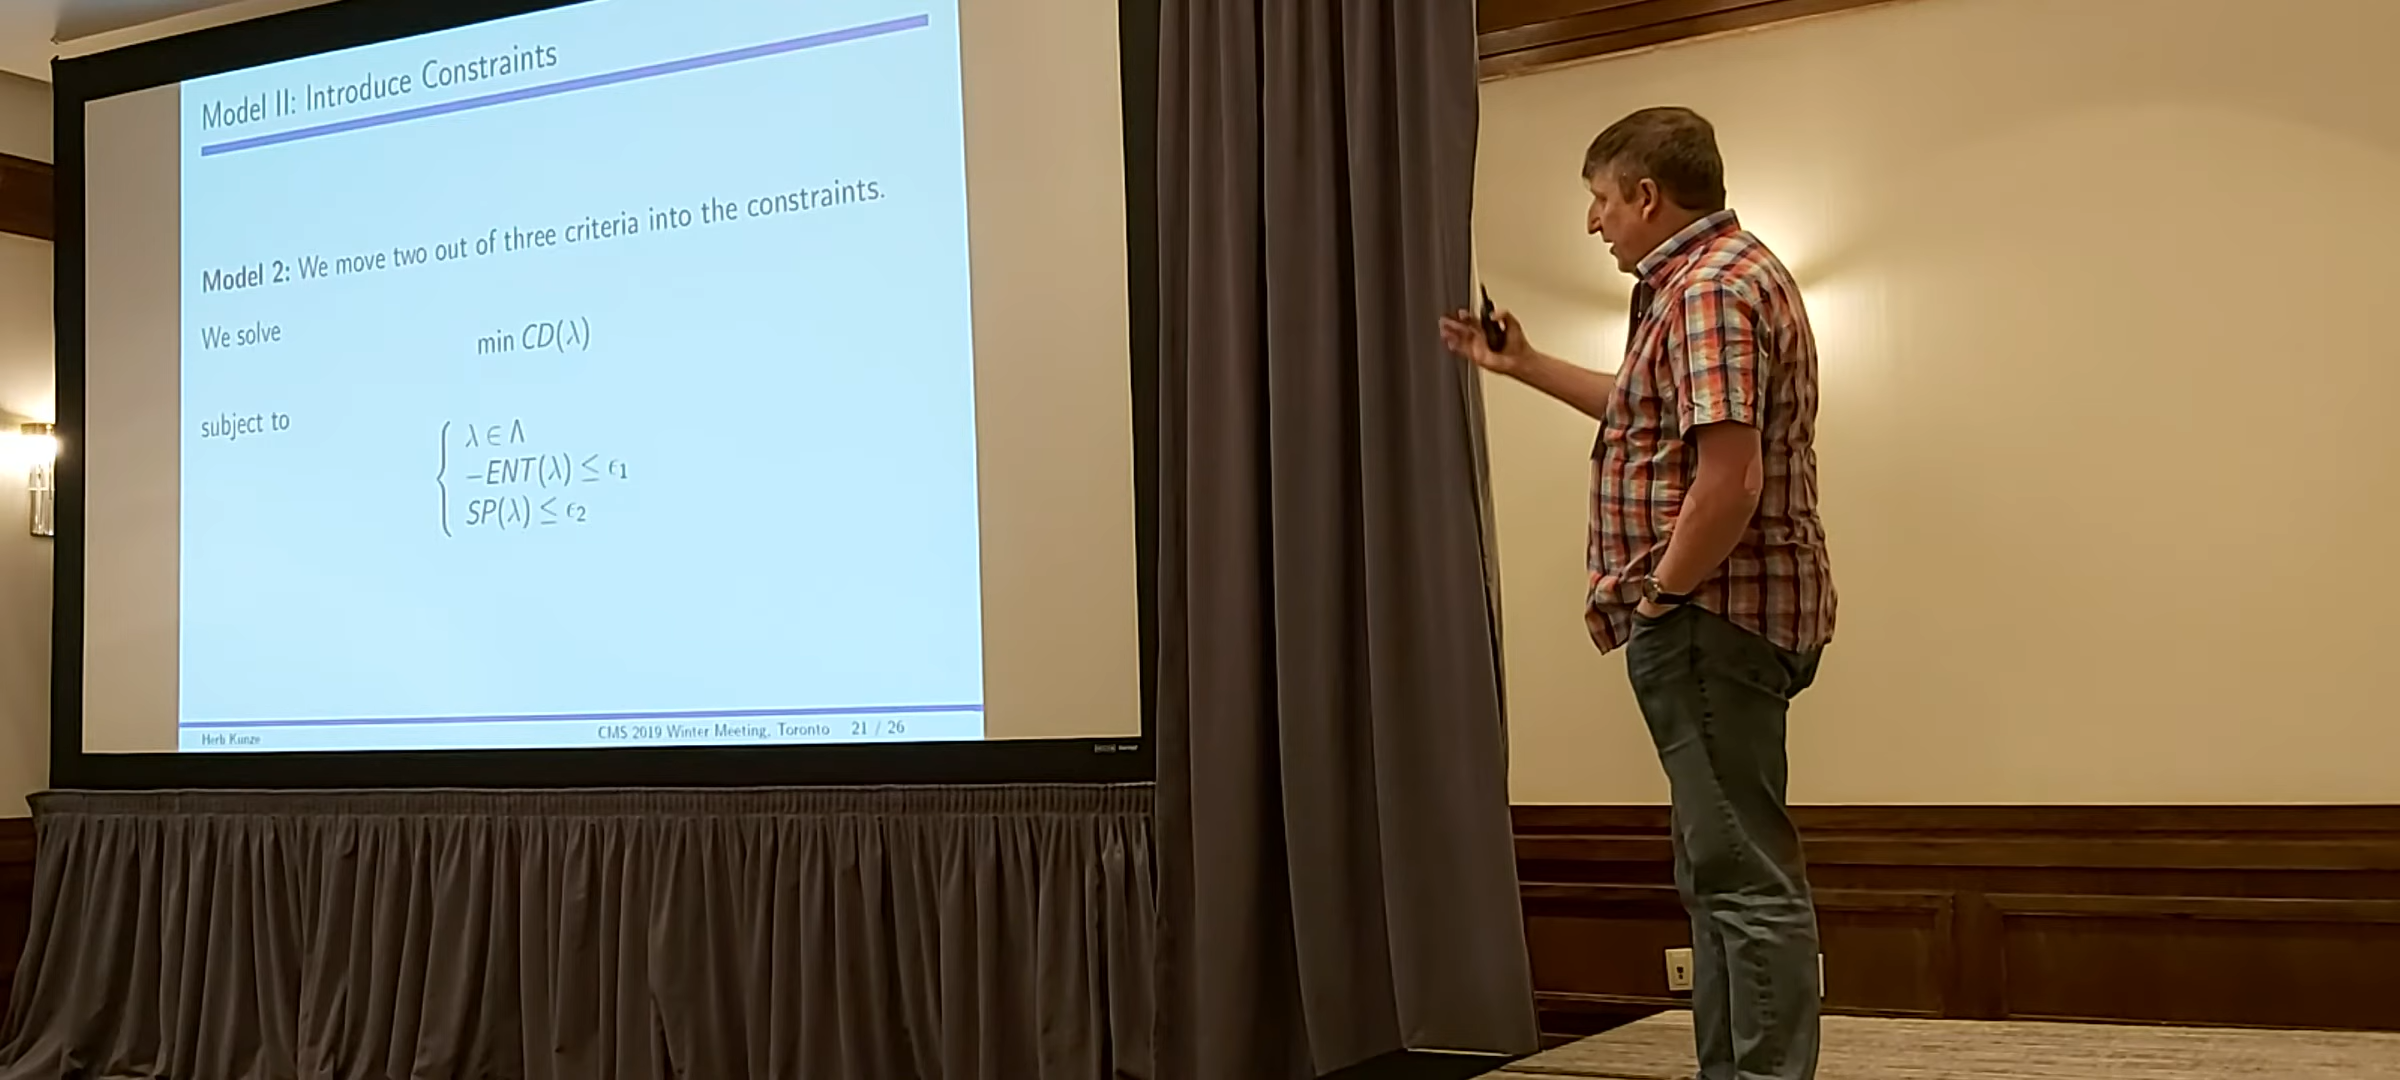 Model II: Introduce Constraints
Model 2: We move two out of three criteria into the constraints.
We solve
min CD(λ)
subject to
λ ∈ Λ
−ENT(λ) ≤ ϵ₁
SP(λ) ≤ ϵ₂
Herb Kunze
CMS 2019 Winter Meeting, Toronto 21 / 26